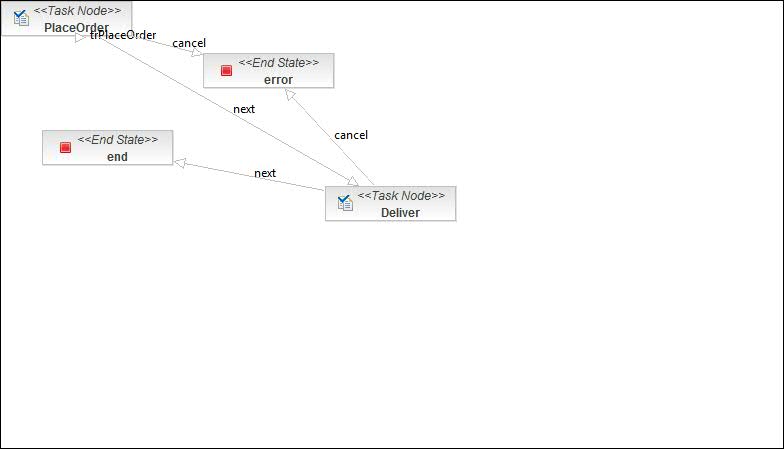 <<Task Node>>
PlaceOrder
trPlaceOrder
cancel
<<End State>>
error
next
cancel
<<End State>>
end
next
<<Task Node>>
Deliver